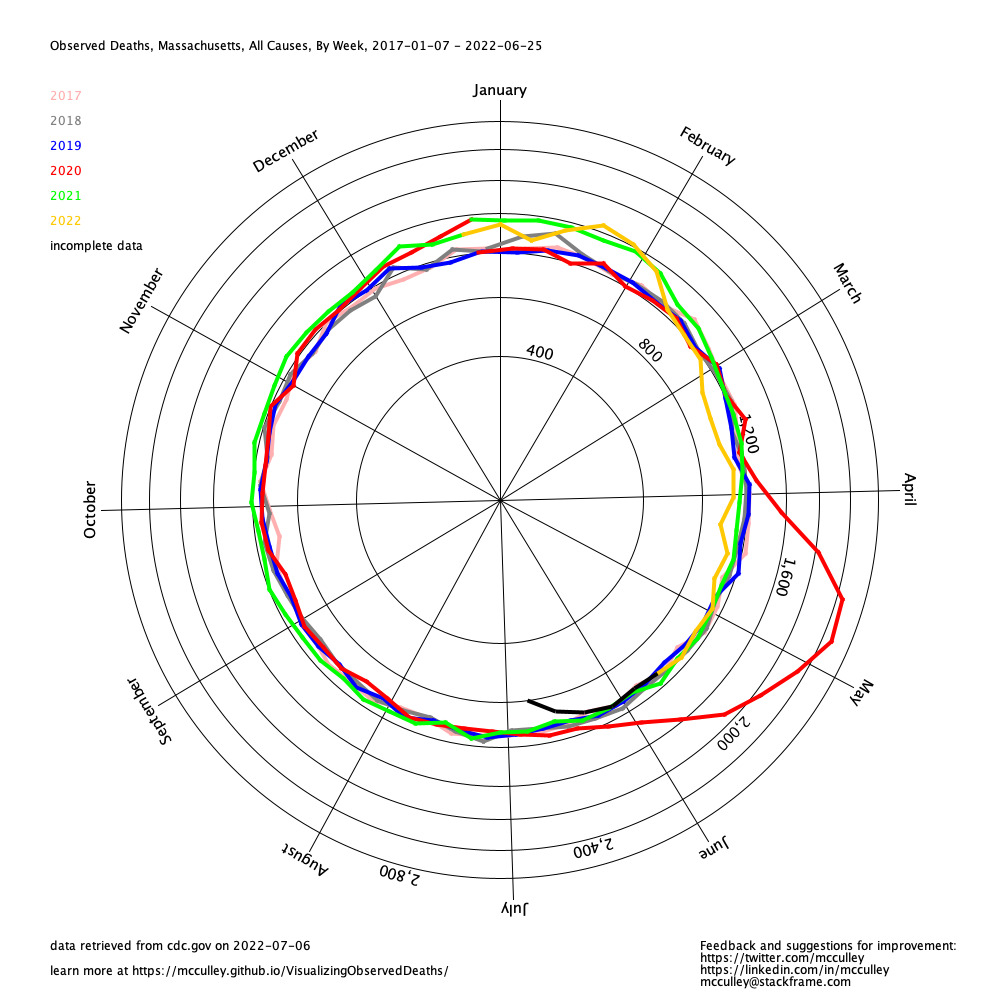 Observed Deaths, Massachusetts, All Causes, By Week, 2017-01-07 - 2022-06-25
January
2017
2018
2019
2020
2021
2022
incomplete data
December
February
November
March
400
800
1,200
October
April
1,600
September
May
2,000
August
June
2,400
2,800
July
data retrieved from cdc.gov on 2022-07-06
learn more at https://mcculley.github.io/VisualizingObservedDeaths/
Feedback and suggestions for improvement:
https://twitter.com/mcculley
https://linkedin.com/in/mcculley
mcculley@stackframe.com